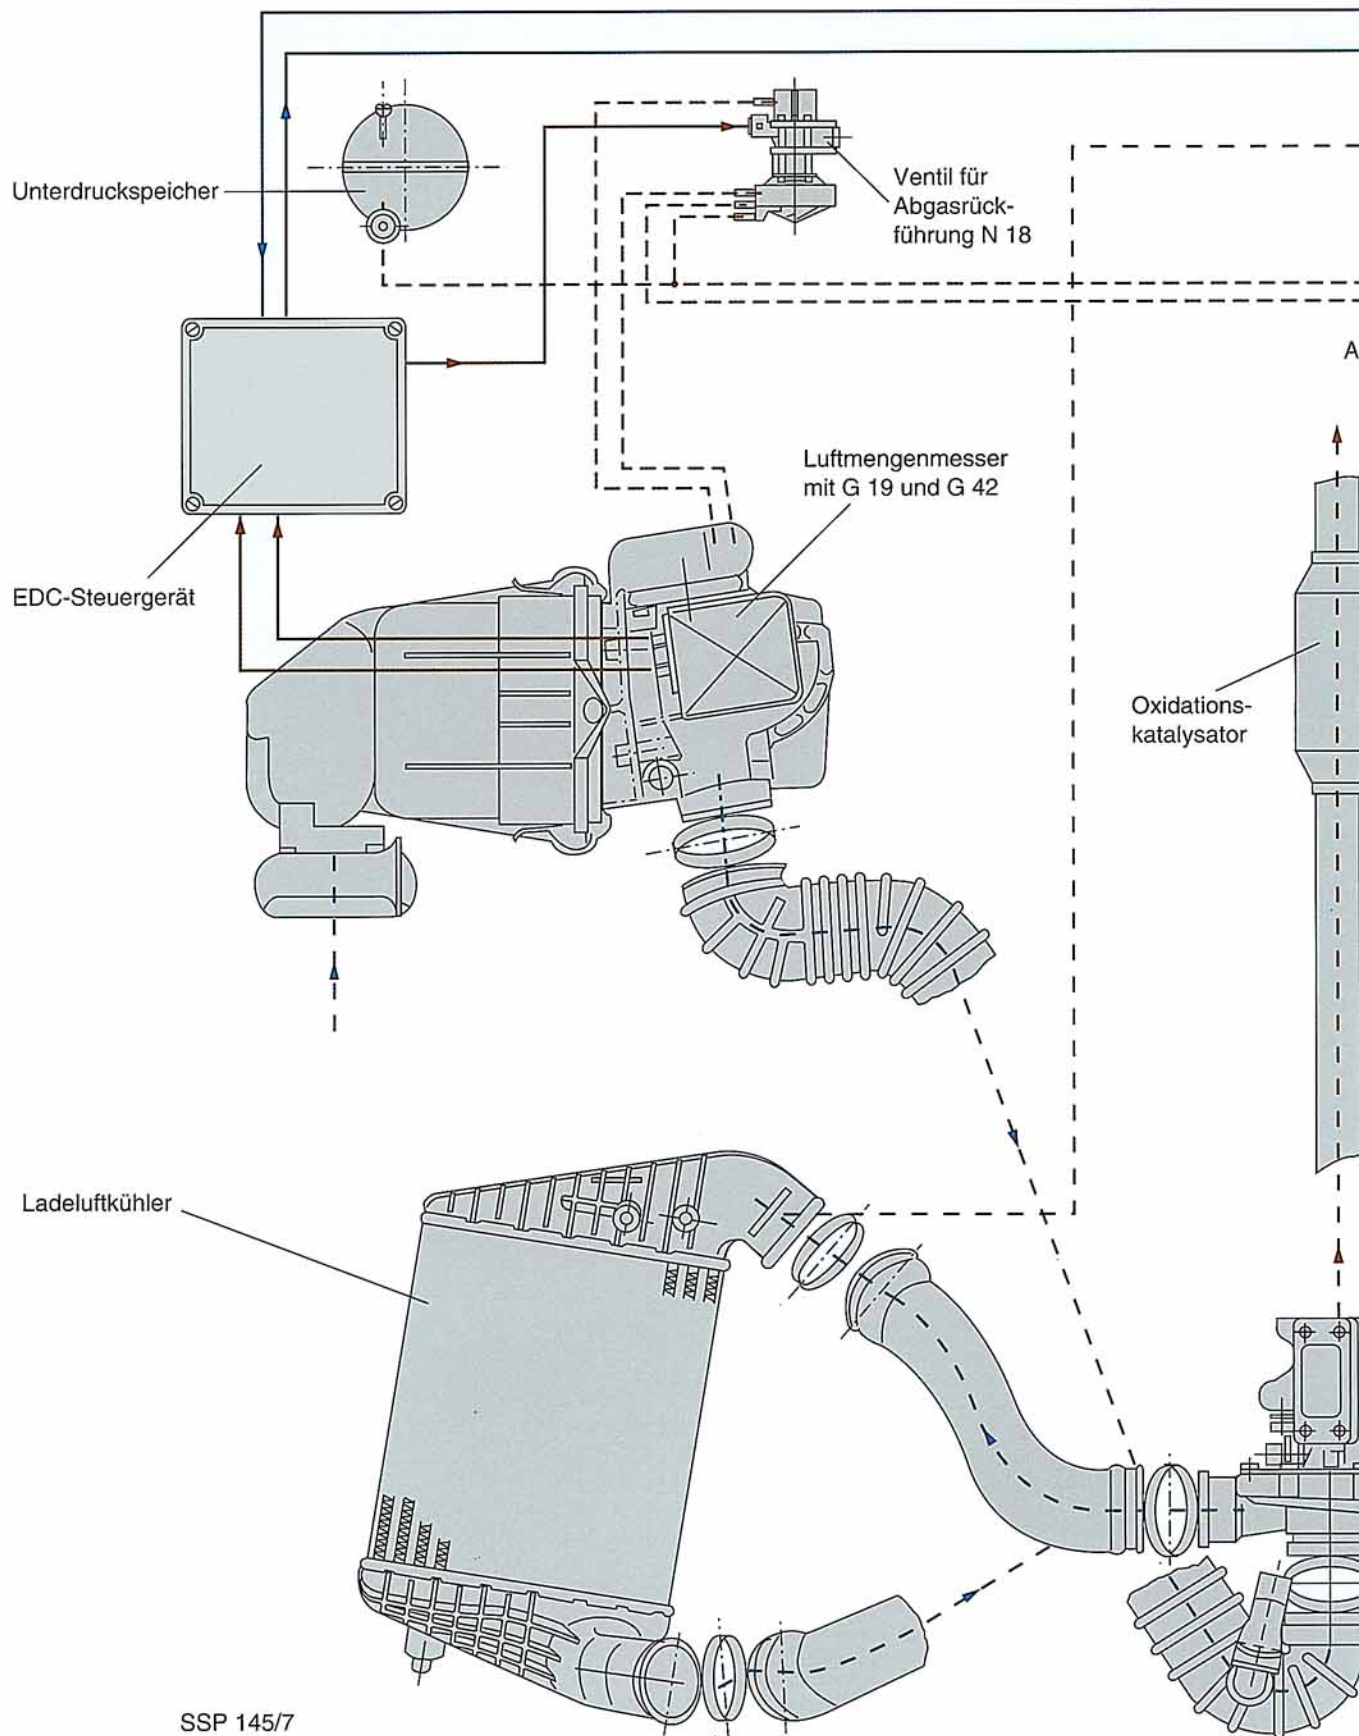 Unterdruckspeicher
Ventil für
Abgasrück-
führung N 18
A
Luftmengenmesser
mit G 19 und G 42
EDC-Steuergerät
Oxidations-
katalysator
Ladeluftkühler
SSP 145/7